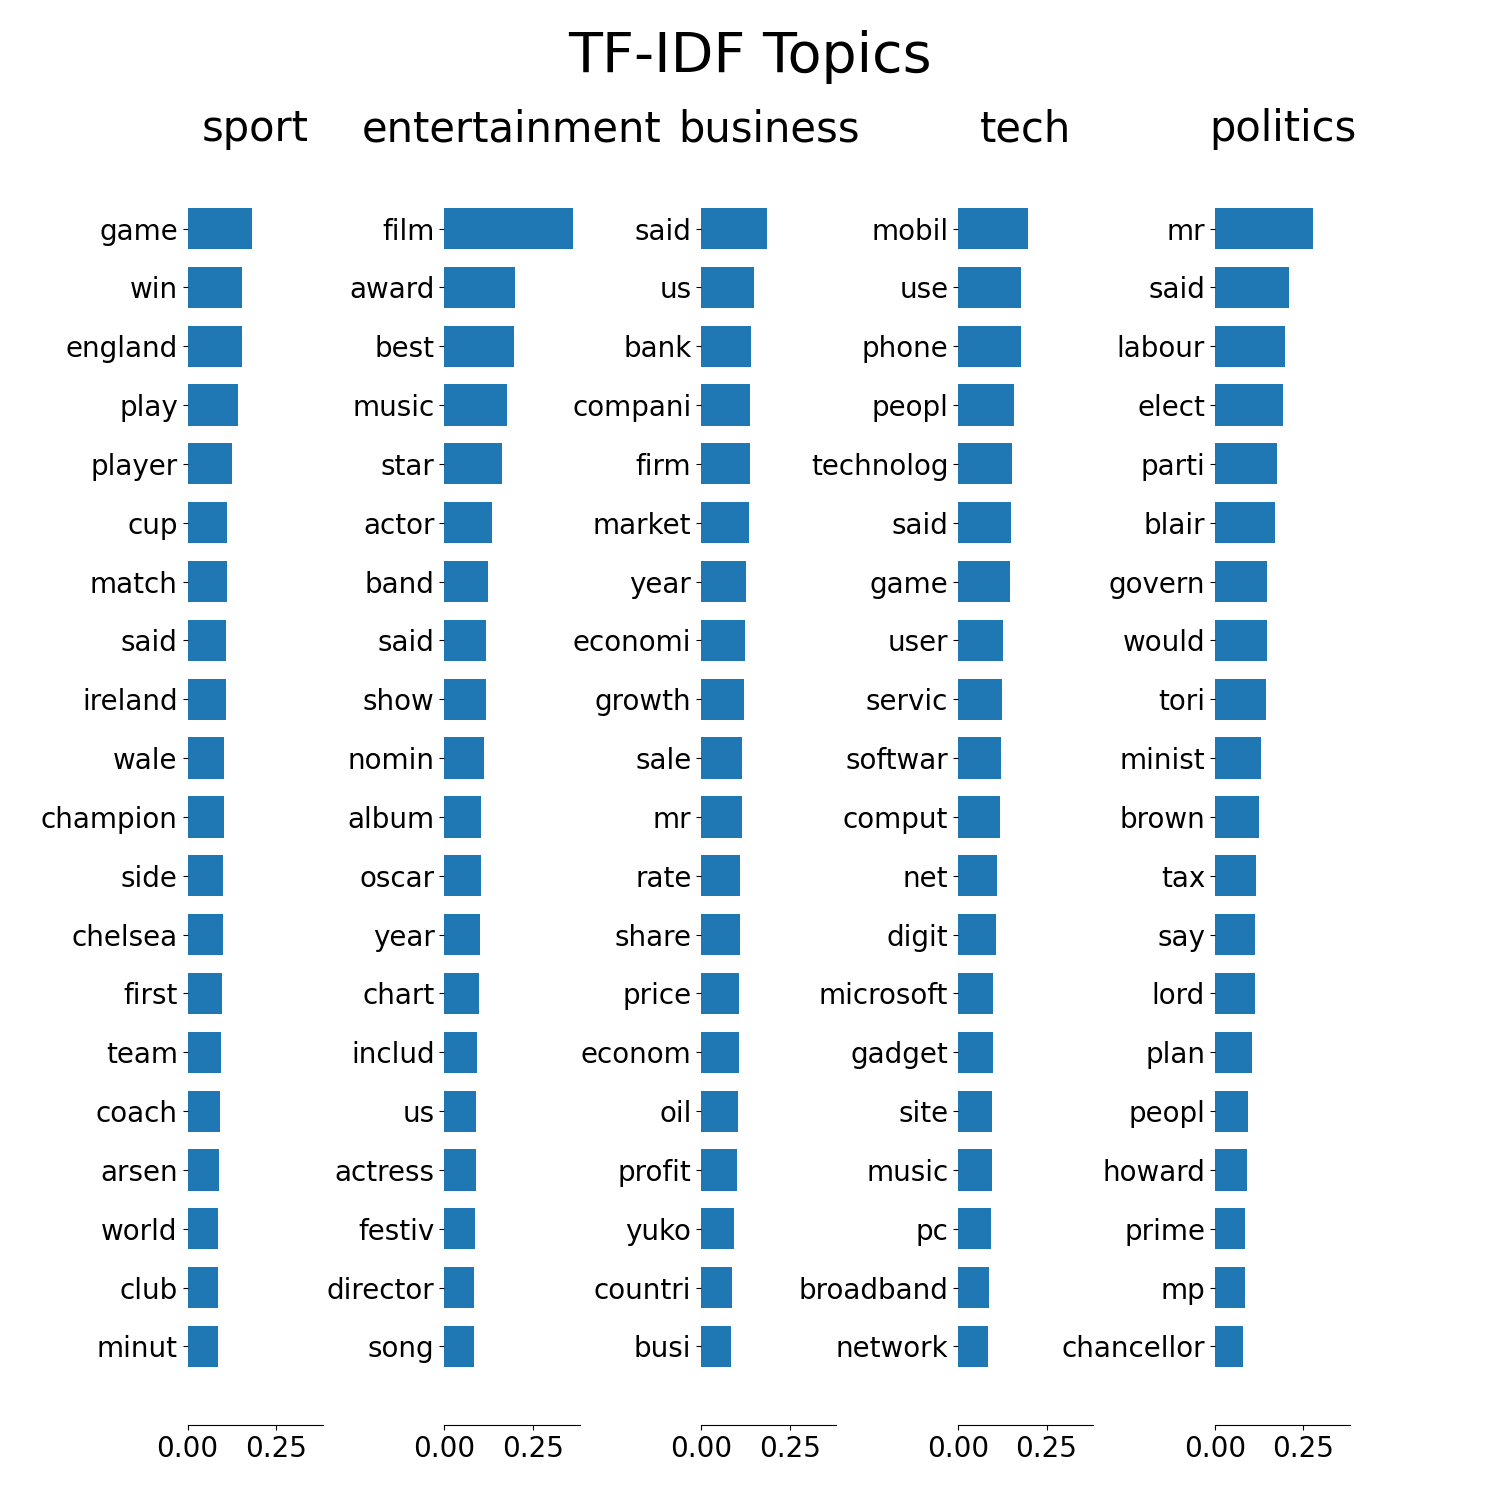 TF-IDF Topics
sport
game
win
england
play
player
cup
match
said
ireland
wale
champion
side
chelsea
first
team
coach
arsen
world
club
minut
0.00 0.25
entertainment
film
award
best
music
star
actor
band
said
show
nomin
album
oscar
year
chart
includ
us
actress
festiv
director
song
0.00 0.25
business
said
us
bank
compani
firm
market
year
economi
growth
sale
mr
rate
share
price
econom
oil
profit
yuko
countri
busi
0.00 0.25
tech
mobil
use
phone
peopl
technolog
said
game
user
servic
softwar
comput
net
digit
microsoft
gadget
site
music
pc
broadband
network
0.00 0.25
politics
mr
said
labour
elect
parti
blair
govern
would
tori
minist
brown
tax
say
lord
plan
peopl
howard
prime
mp
chancellor
0.00 0.25